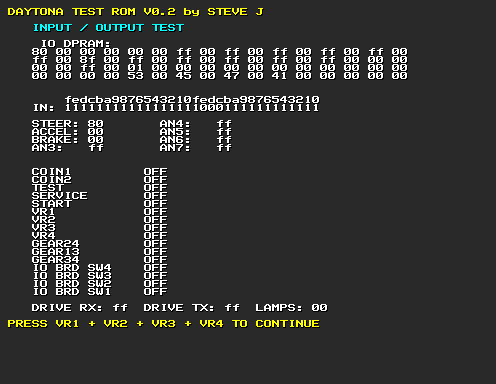 DAYTONA TEST ROM V0.2 by STEVE J
INPUT / OUTPUT TEST
IO DPRAM:
80 00 00 00 00 00 ff 00 ff 00 ff 00 ff 00 ff 00
ff 00 8f 00 ff 00 ff 00 ff 00 ff 00 00 00 00 00
00 00 ff 00 01 00 00 00 00 00 00 00 00 00 00 00
00 00 00 00 53 00 45 00 47 00 41 00 00 00 00 00
fedcba9876543210fedcba9876543210
IN: 11111111111111111000111111111111
STEER: 80 AN4: ff
ACCEL: 00 AN5: ff
BRAKE: 00 AN6: ff
AN3: ff AN7: ff
COIN1 OFF
COIN2 OFF
TEST OFF
SERVICE OFF
START OFF
VR1 OFF
VR2 OFF
VR3 OFF
VR4 OFF
GEAR24 OFF
GEAR13 OFF
GEAR34 OFF
IO BRD SW4 OFF
IO BRD SW3 OFF
IO BRD SW2 OFF
IO BRD SW1 OFF
DRIVE RX: ff DRIVE TX: ff LAMPS: 00
PRESS VR1 + VR2 + VR3 + VR4 TO CONTINUE